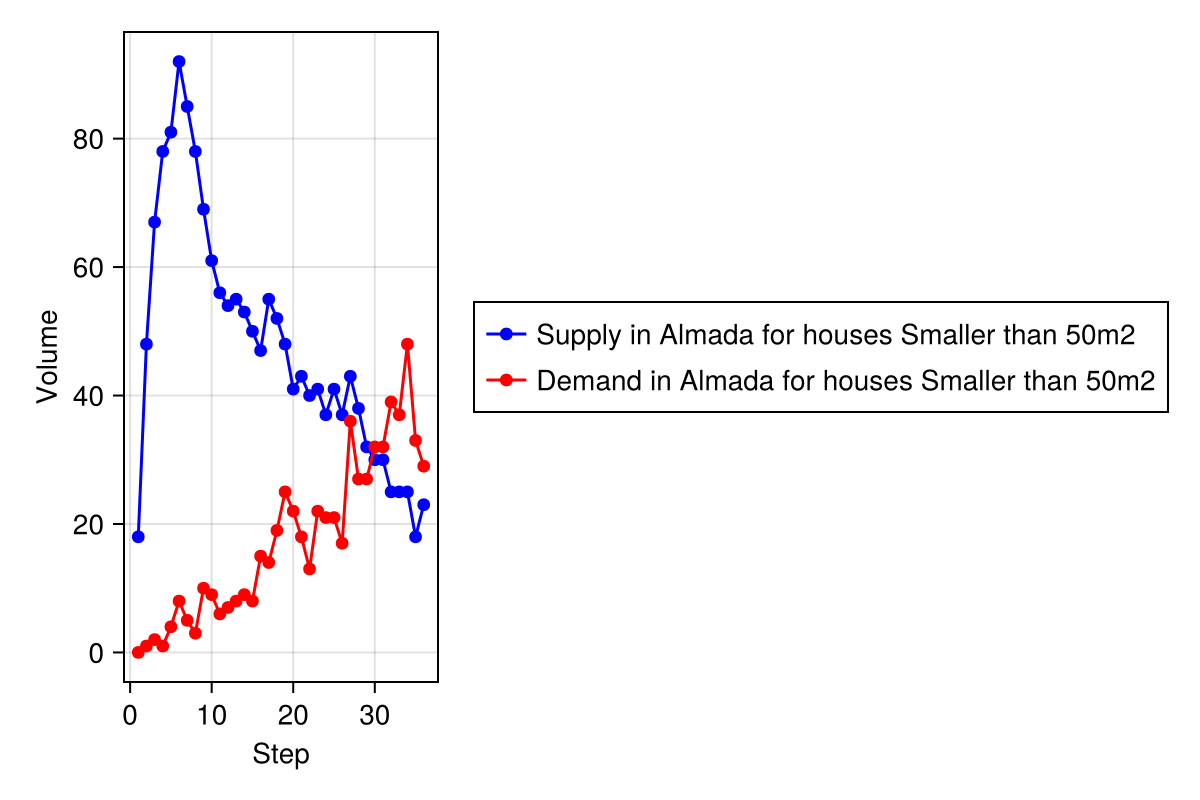 80
60
40
20
0
Volume
0 10 20 30
Step
Supply in Almada for houses Smaller than 50m2
Demand in Almada for houses Smaller than 50m2